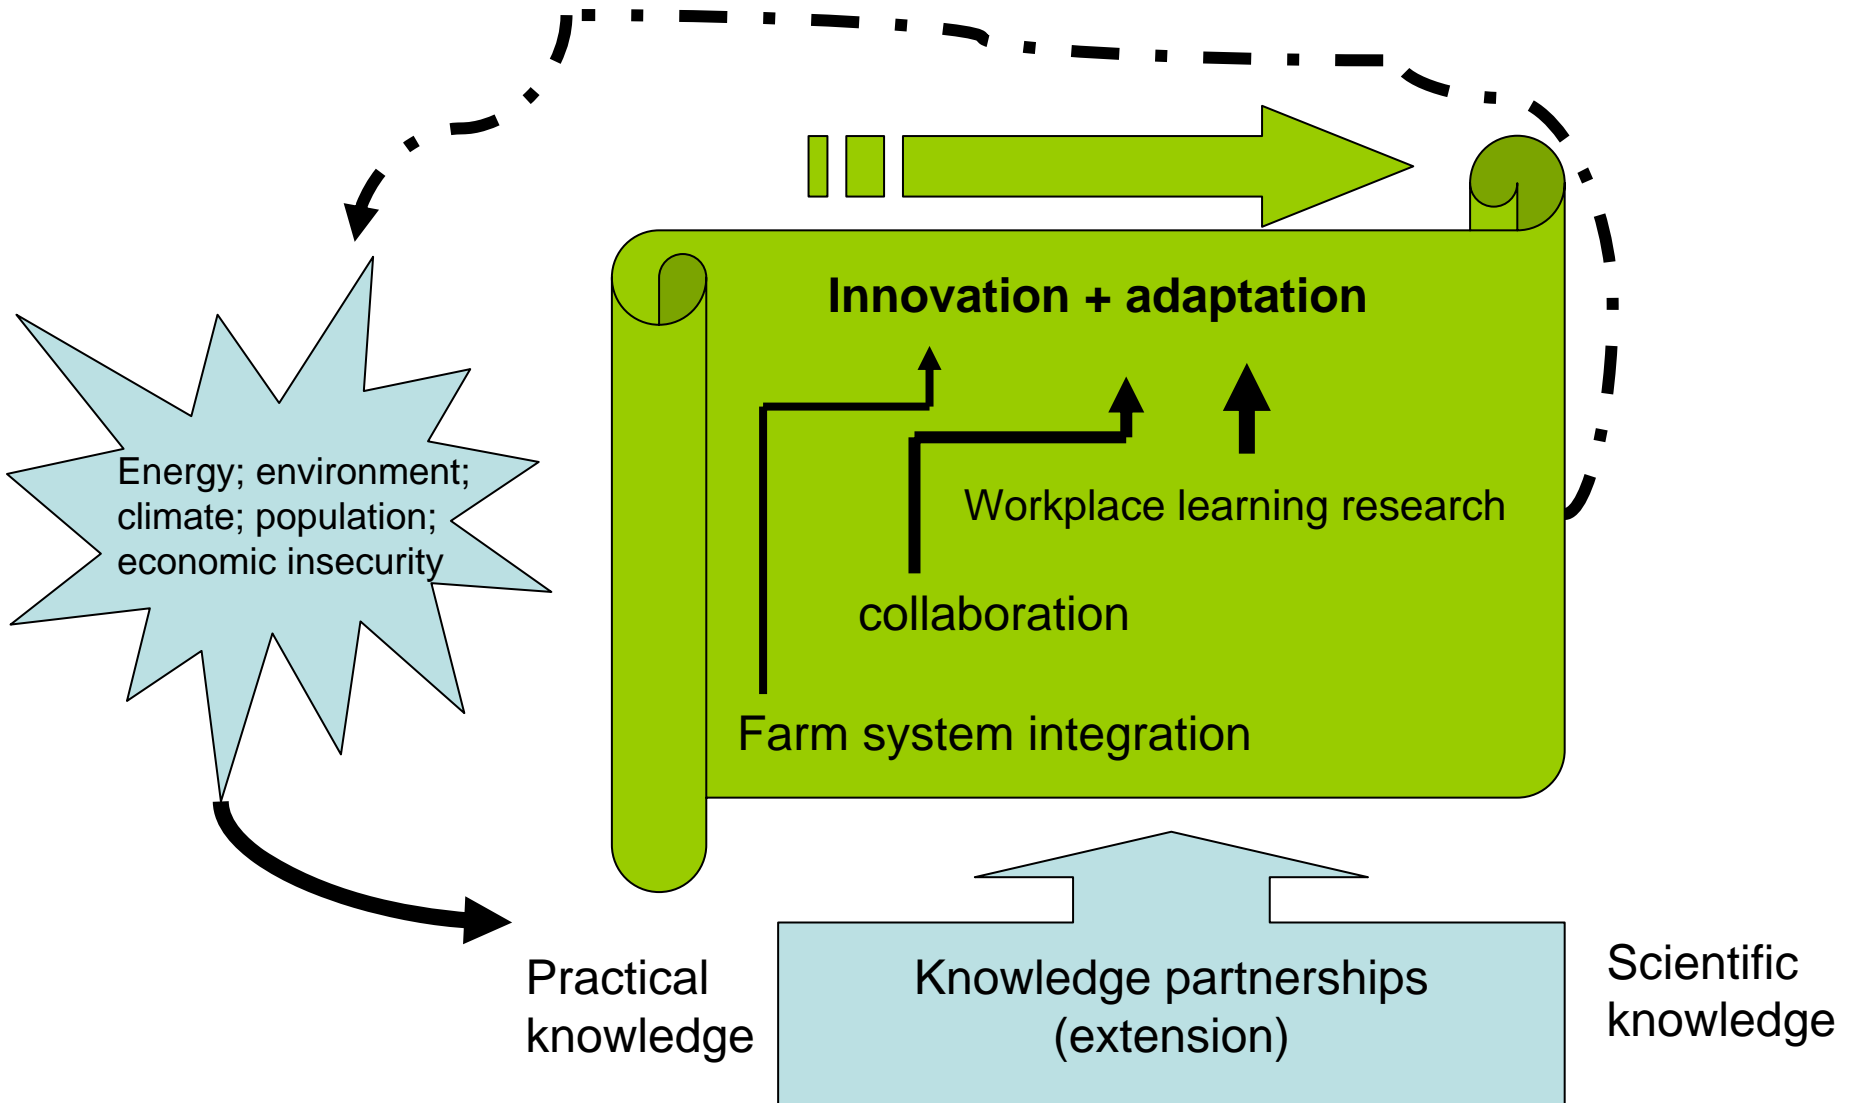 Innovation + adaptation
Energy; environment;
climate; population;
economic insecurity
Workplace learning research
collaboration
Farm system integration
Practical
knowledge
Knowledge partnerships
(extension)
Scientific
knowledge